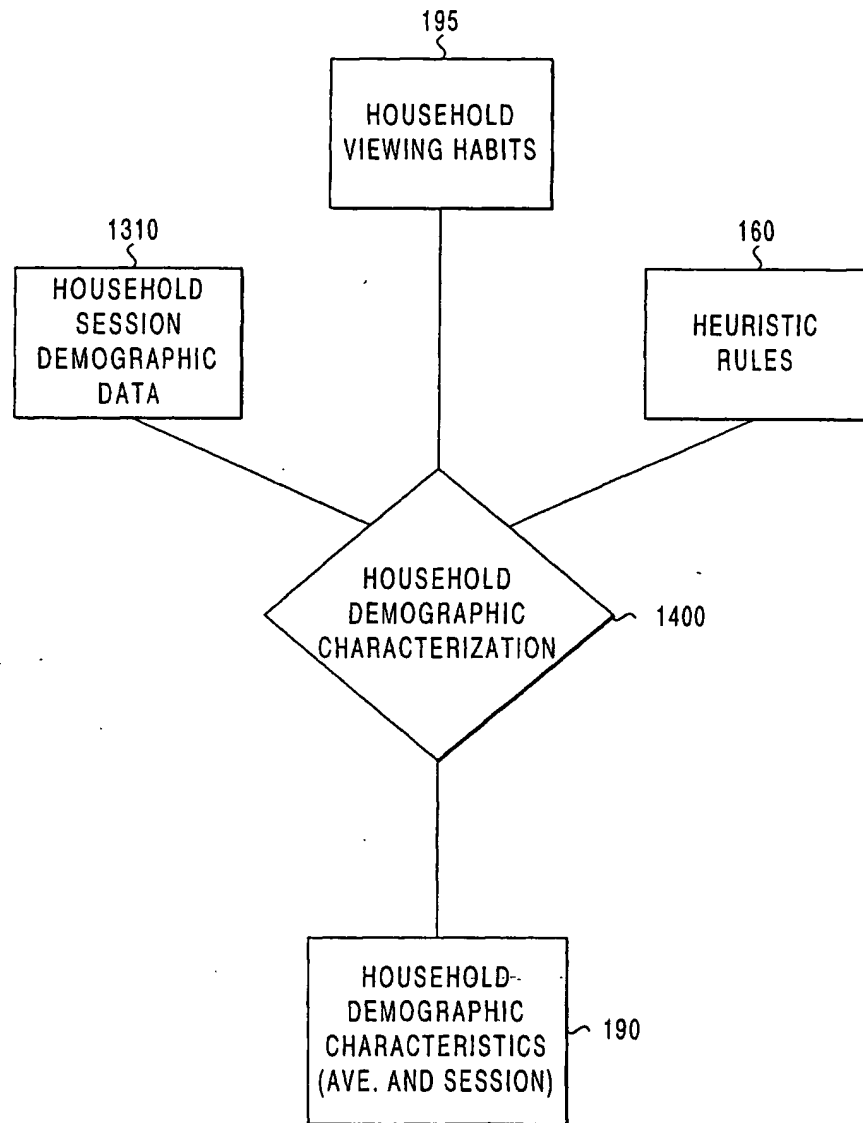 195
HOUSEHOLD
VIEWING HABITS
1310
HOUSEHOLD
SESSION
DEMOGRAPHIC
DATA
160
HEURISTIC
RULES
HOUSEHOLD
DEMOGRAPHIC
CHARACTERIZATION
1400
HOUSEHOLD
DEMOGRAPHIC
CHARACTERISTICS
(AVE. AND SESSION)
190